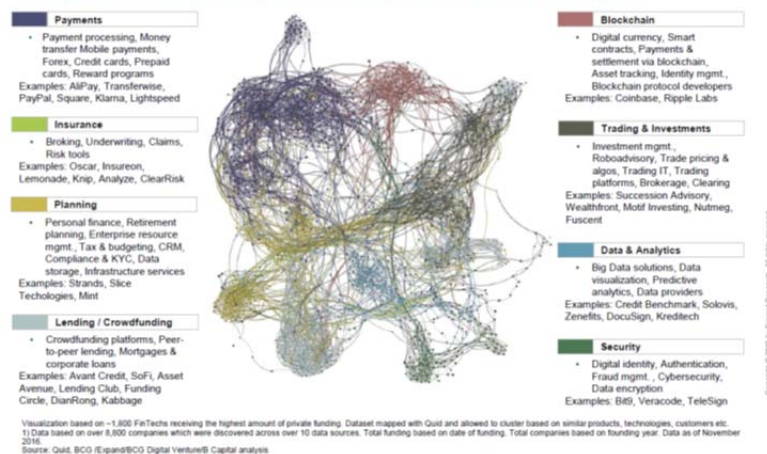 Payments
• Payment processing, Money
transfer Mobile payments,
Forex, Credit cards, Prepaid
cards, Reward programs
Examples: AliPay, Transferwise,
PayPal, Square, Klarna, Lightspeed
Insurance
• Broking, Underwriting, Claims,
Risk tools
Examples: Oscar, Insureon,
Lemonade, Knip, Analyze, ClearRisk
Planning
• Personal finance, Retirement
planning, Enterprise resource
mgmt., Tax & budgeting, CRM,
Compliance & KYC, Data
storage, Infrastructure services
Examples: Strands, Slice
Techologies, Mint
Lending / Crowdfunding
• Crowdfunding platforms, Peer-
to-peer lending, Mortgages &
corporate loans
Examples: Avant Credit, SoFi, Asset
Avenue, Lending Club, Funding
Circle, DianRong, Kabbage
Blockchain
• Digital currency, Smart
contracts, Payments &
settlement via blockchain,
Asset tracking, Identity mgmt.,
Blockchain protocol developers
Examples: Coinbase, Ripple Labs
Trading & Investments
• Investment mgmt.,
Roboadvisory, Trade pricing &
algos, Trading IT, Trading
platforms, Brokerage, Clearing
Examples: Succession Advisory,
Wealthfront, Motif Investing, Nutmeg,
Fuscent
Data & Analytics
• Big Data solutions, Data
visualization, Predictive
analytics, Data providers
Examples: Credit Benchmark, Solovis,
Zenefits, DocuSign, Kreditech
Security
• Digital identity, Authentication,
Fraud mgmt. , Cybersecurity,
Data encryption
Examples: Bit9, Veracode, TeleSign
Visualization based on ~1,800 FinTechs receiving the highest amount of private funding. Dataset mapped with Quid and allowed to cluster based on similar products, technologies, customers etc.
1) Data based on over 8,800 companies which were discovered across over 10 data sources. Total funding based on date of funding. Total companies based on founding year. Data as of November
2016.
Source: Quid, BCG /Expand/BCG Digital Venture/B Capital analysis